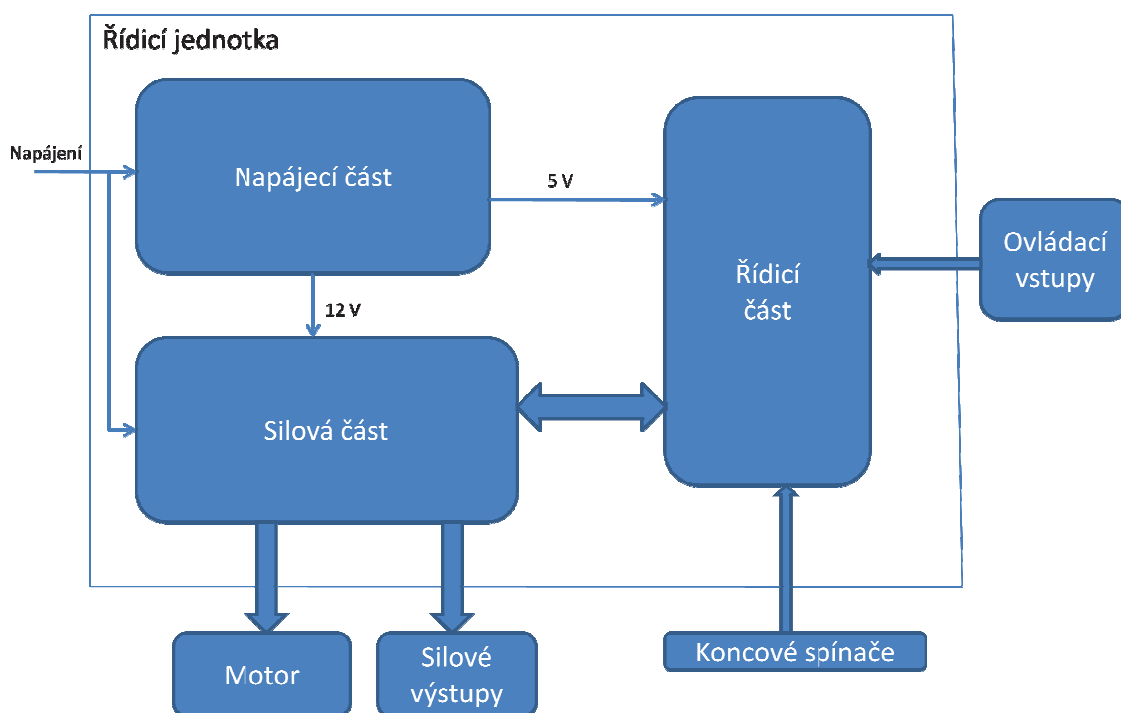 Řídicí jednotka
Napájení
Napájecí část
5 V
Řídicí
část
Ovládací
vstupy
12 V
Silová část
Motor
Silové
výstupy
Koncové spínače